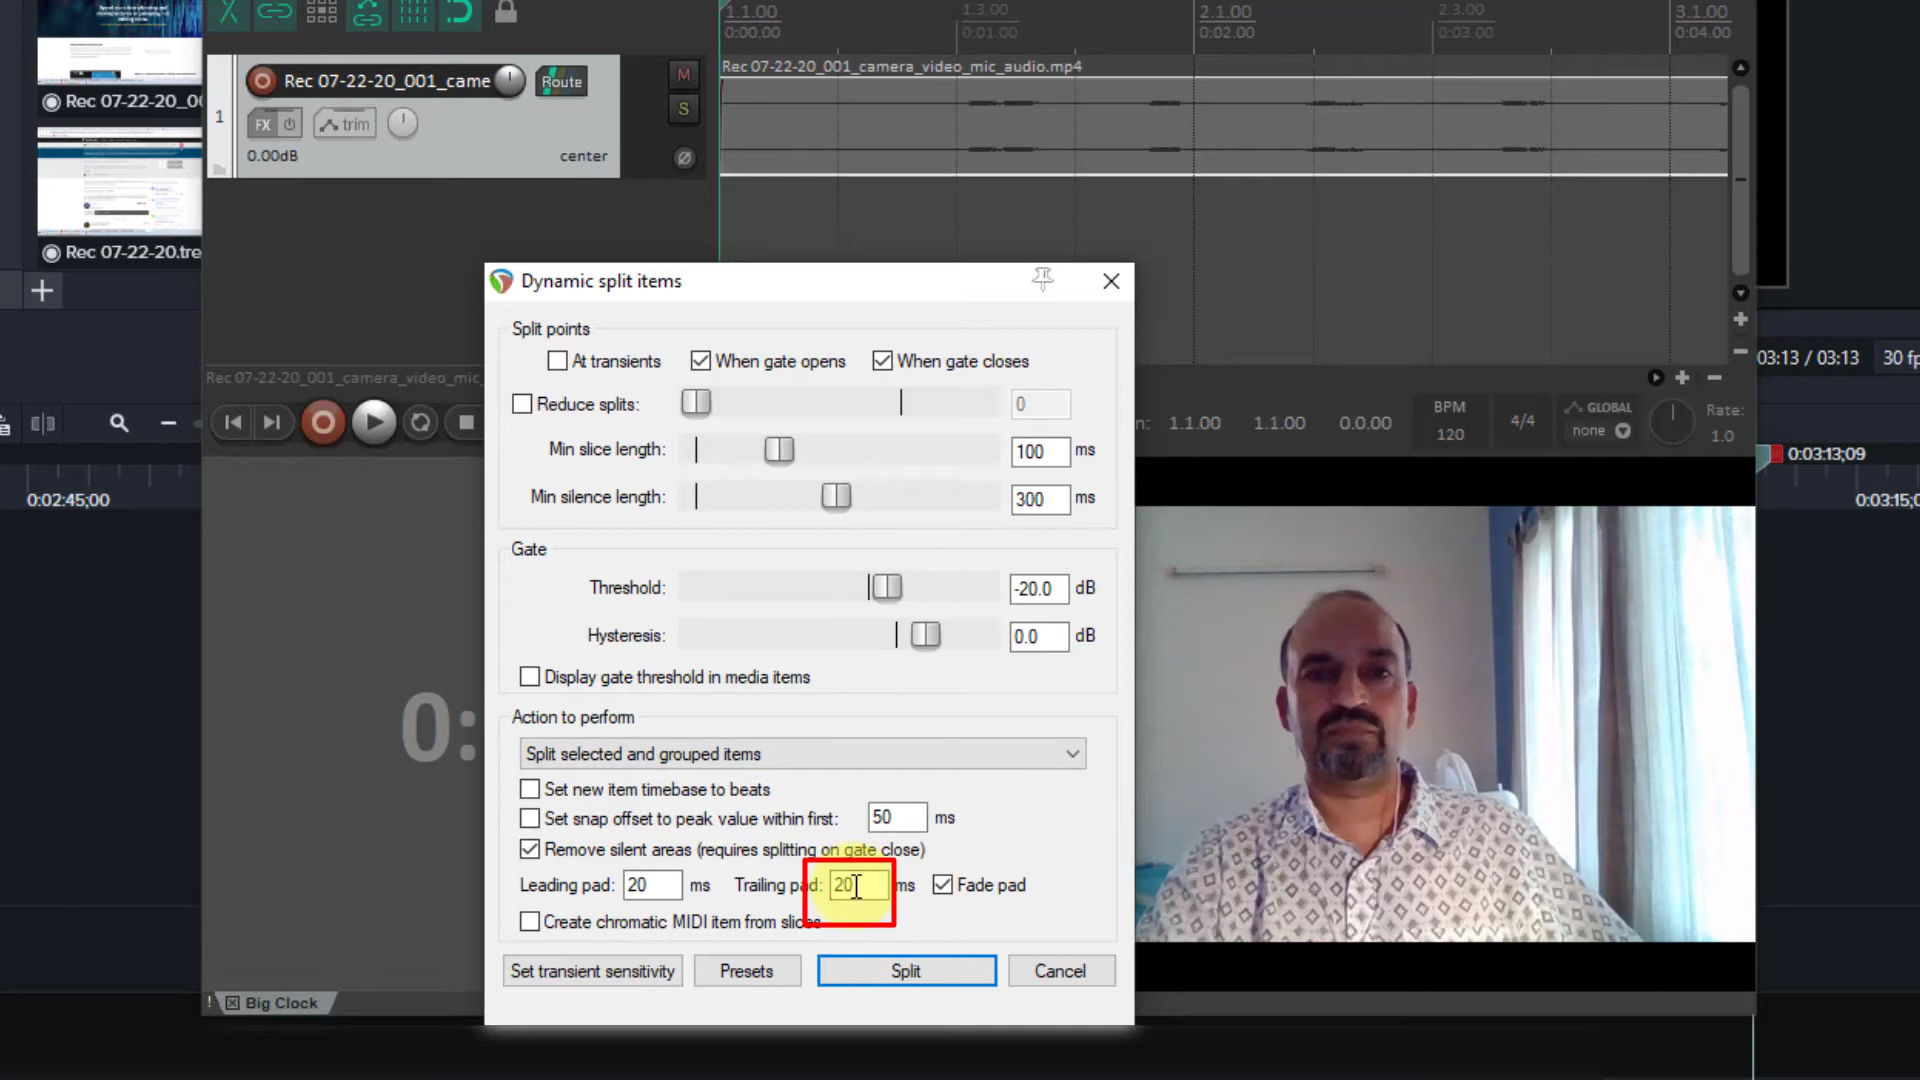 1.1.00
1.3.00
2.1.00
2.3.00
3.1.00
0:00.00
0:01.00
0:02.00
0:03.00
0:04.00
Rec 07-22-20_001_camera_video_mic_audio.mp4
Rec 07-22-20_001_came
Route
M
S
1
FX
trim
0.00dB
center
Rec 07-22-20_00
Rec 07-22-20.tre
Dynamic split items
Split points
At transients
When gate opens
When gate closes
Reduce splits:
0
Min slice length:
100 ms
Min silence length:
300 ms
Gate
Threshold:
-20.0 dB
Hysteresis:
0.0 dB
Display gate threshold in media items
Action to perform
Split selected and grouped items
Set new item timebase to beats
Set snap offset to peak value within first: 50 ms
Remove silent areas (requires splitting on gate close)
Leading pad: 20 ms Trailing pad: 20 ms Fade pad
Create chromatic MIDI item from slices
Set transient sensitivity
Presets
Split
Cancel
Rec 07-22-20_001_camera_video_mic_
n: 1.1.00 1.1.00 0:0.00
BPM
120
4/4
GLOBAL
none
Rate:
1.0
03:13 / 03:13 30 fp
0:03:13;09
0:02:45;00
0:03:15;0
0:
! Big Clock